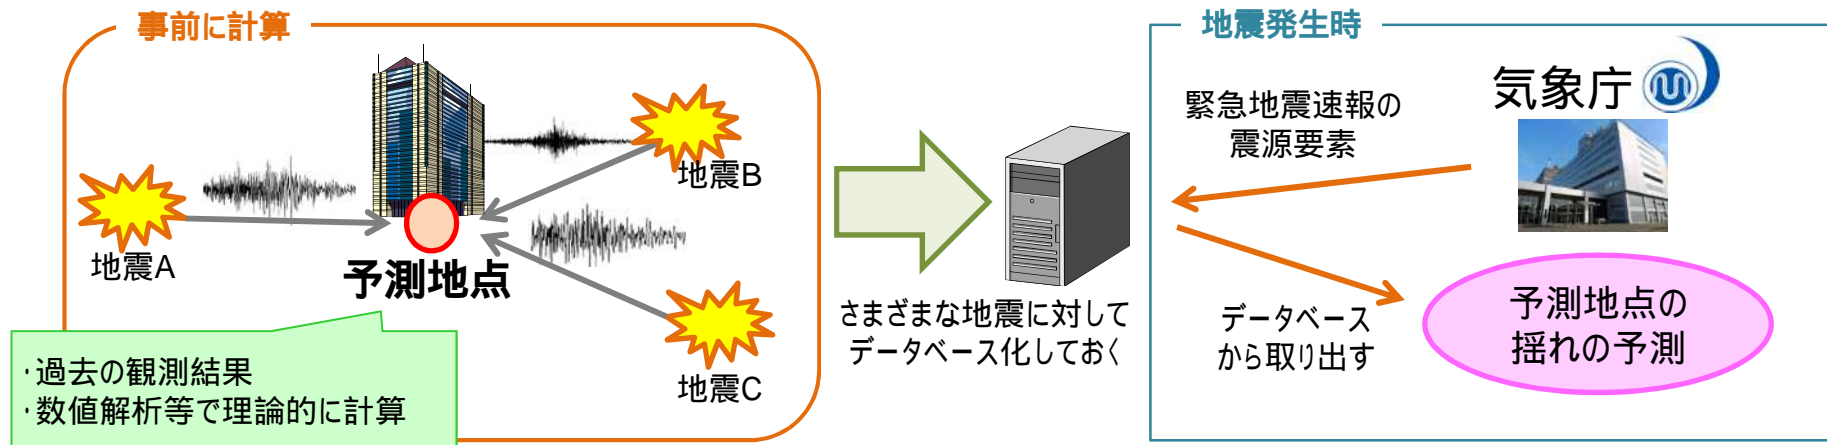 事前に計算
地震A
地震B
地震C
予測地点
・過去の観測結果
・数値解析等で理論的に計算
さまざまな地震に対して
データベース化しておく
地震発生時
気象庁
緊急地震速報の
震源要素
データベース
から取り出す
予測地点の
揺れの予測